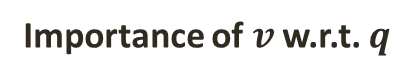 Importance of 𝑣 w.r.t. 𝑞